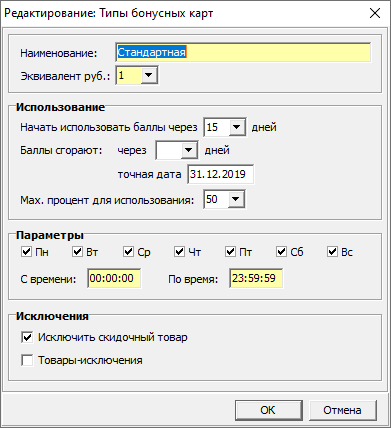 Редактирование: Типы бонусных карт
Наименование: Стандартная
Эквивалент руб.: 1
Использование
Начать использовать баллы через 15 дней
Баллы сгорают: через дней
точная дата 31.12.2019
Мах. процент для использования: 50
Параметры
Пн Вт Ср Чт Пт Сб Вс
С времени: 00:00:00 По время: 23:59:59
Исключения
Исключить скидочный товар
Товары-исключения
ОК Отмена